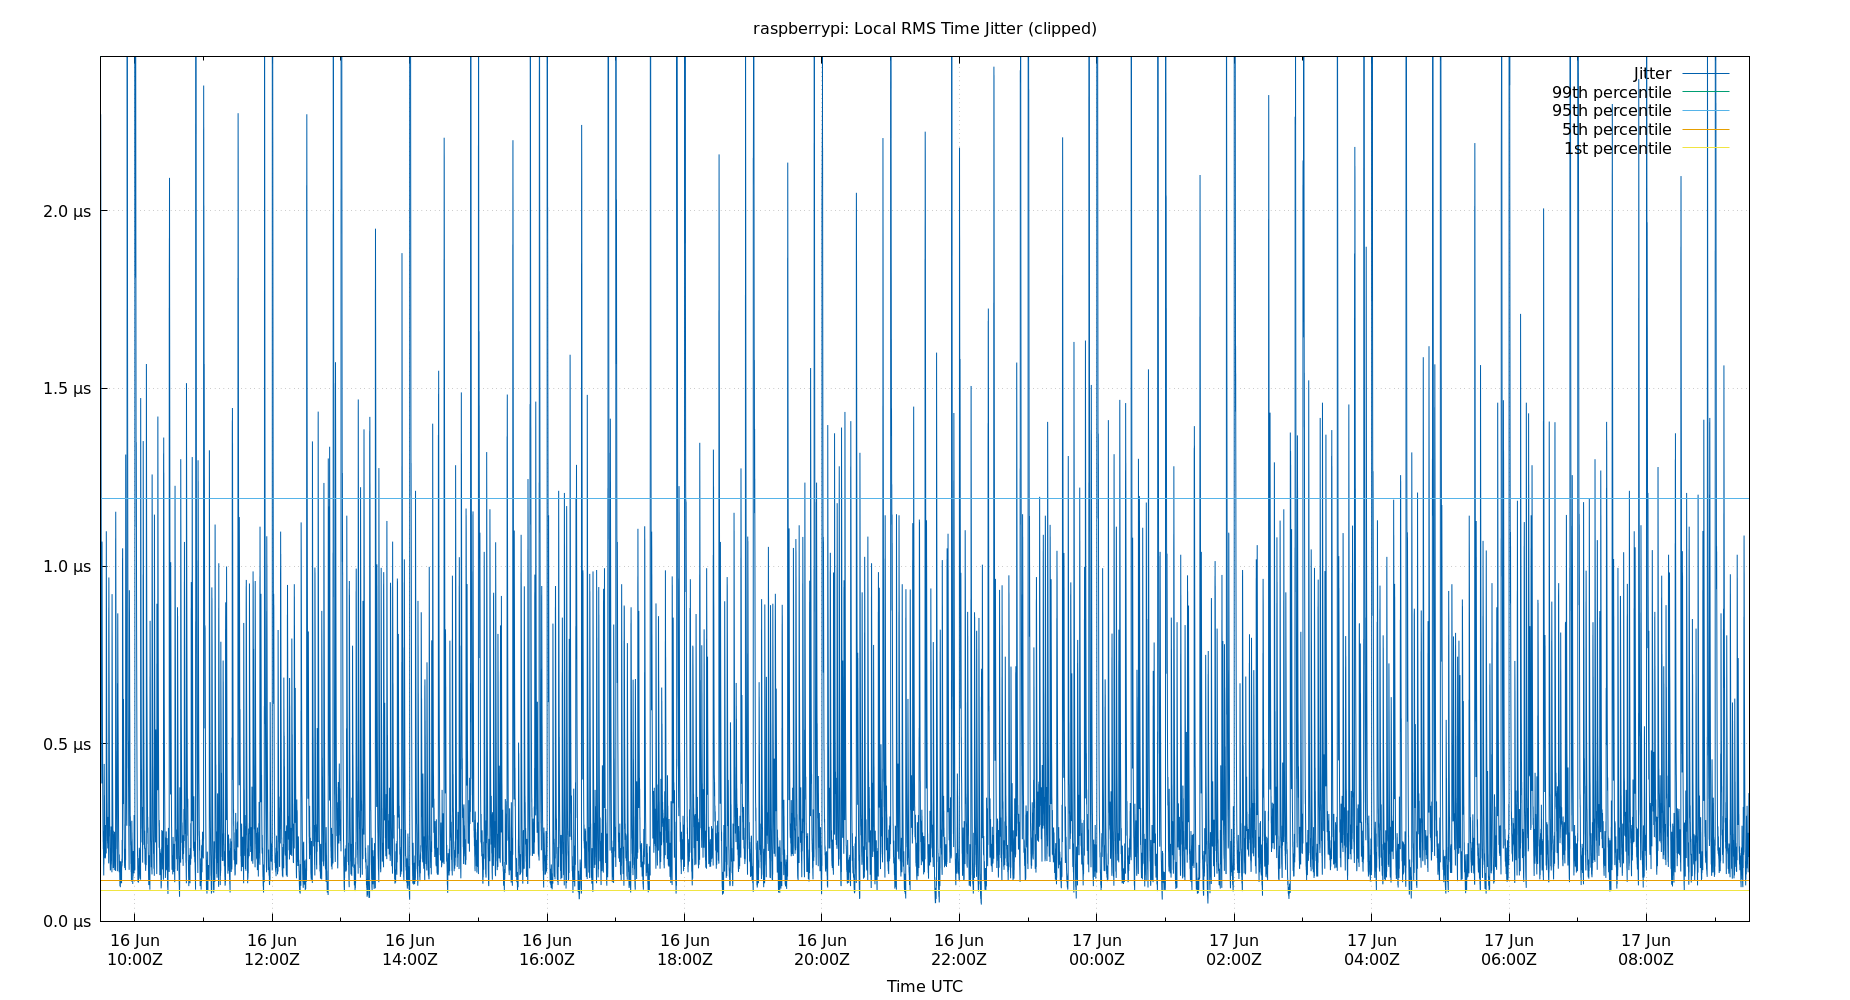 raspberrypi: Local RMS Time Jitter (clipped)
Jitter
99th percentile
95th percentile
5th percentile
1st percentile
2.0 µs
1.5 µs
1.0 µs
0.5 µs
0.0 µs
16 Jun 16 Jun 16 Jun 16 Jun 16 Jun 16 Jun 16 Jun 17 Jun 17 Jun 17 Jun 17 Jun 17 Jun
10:00Z 12:00Z 14:00Z 16:00Z 18:00Z 20:00Z 22:00Z 00:00Z 02:00Z 04:00Z 06:00Z 08:00Z
Time UTC